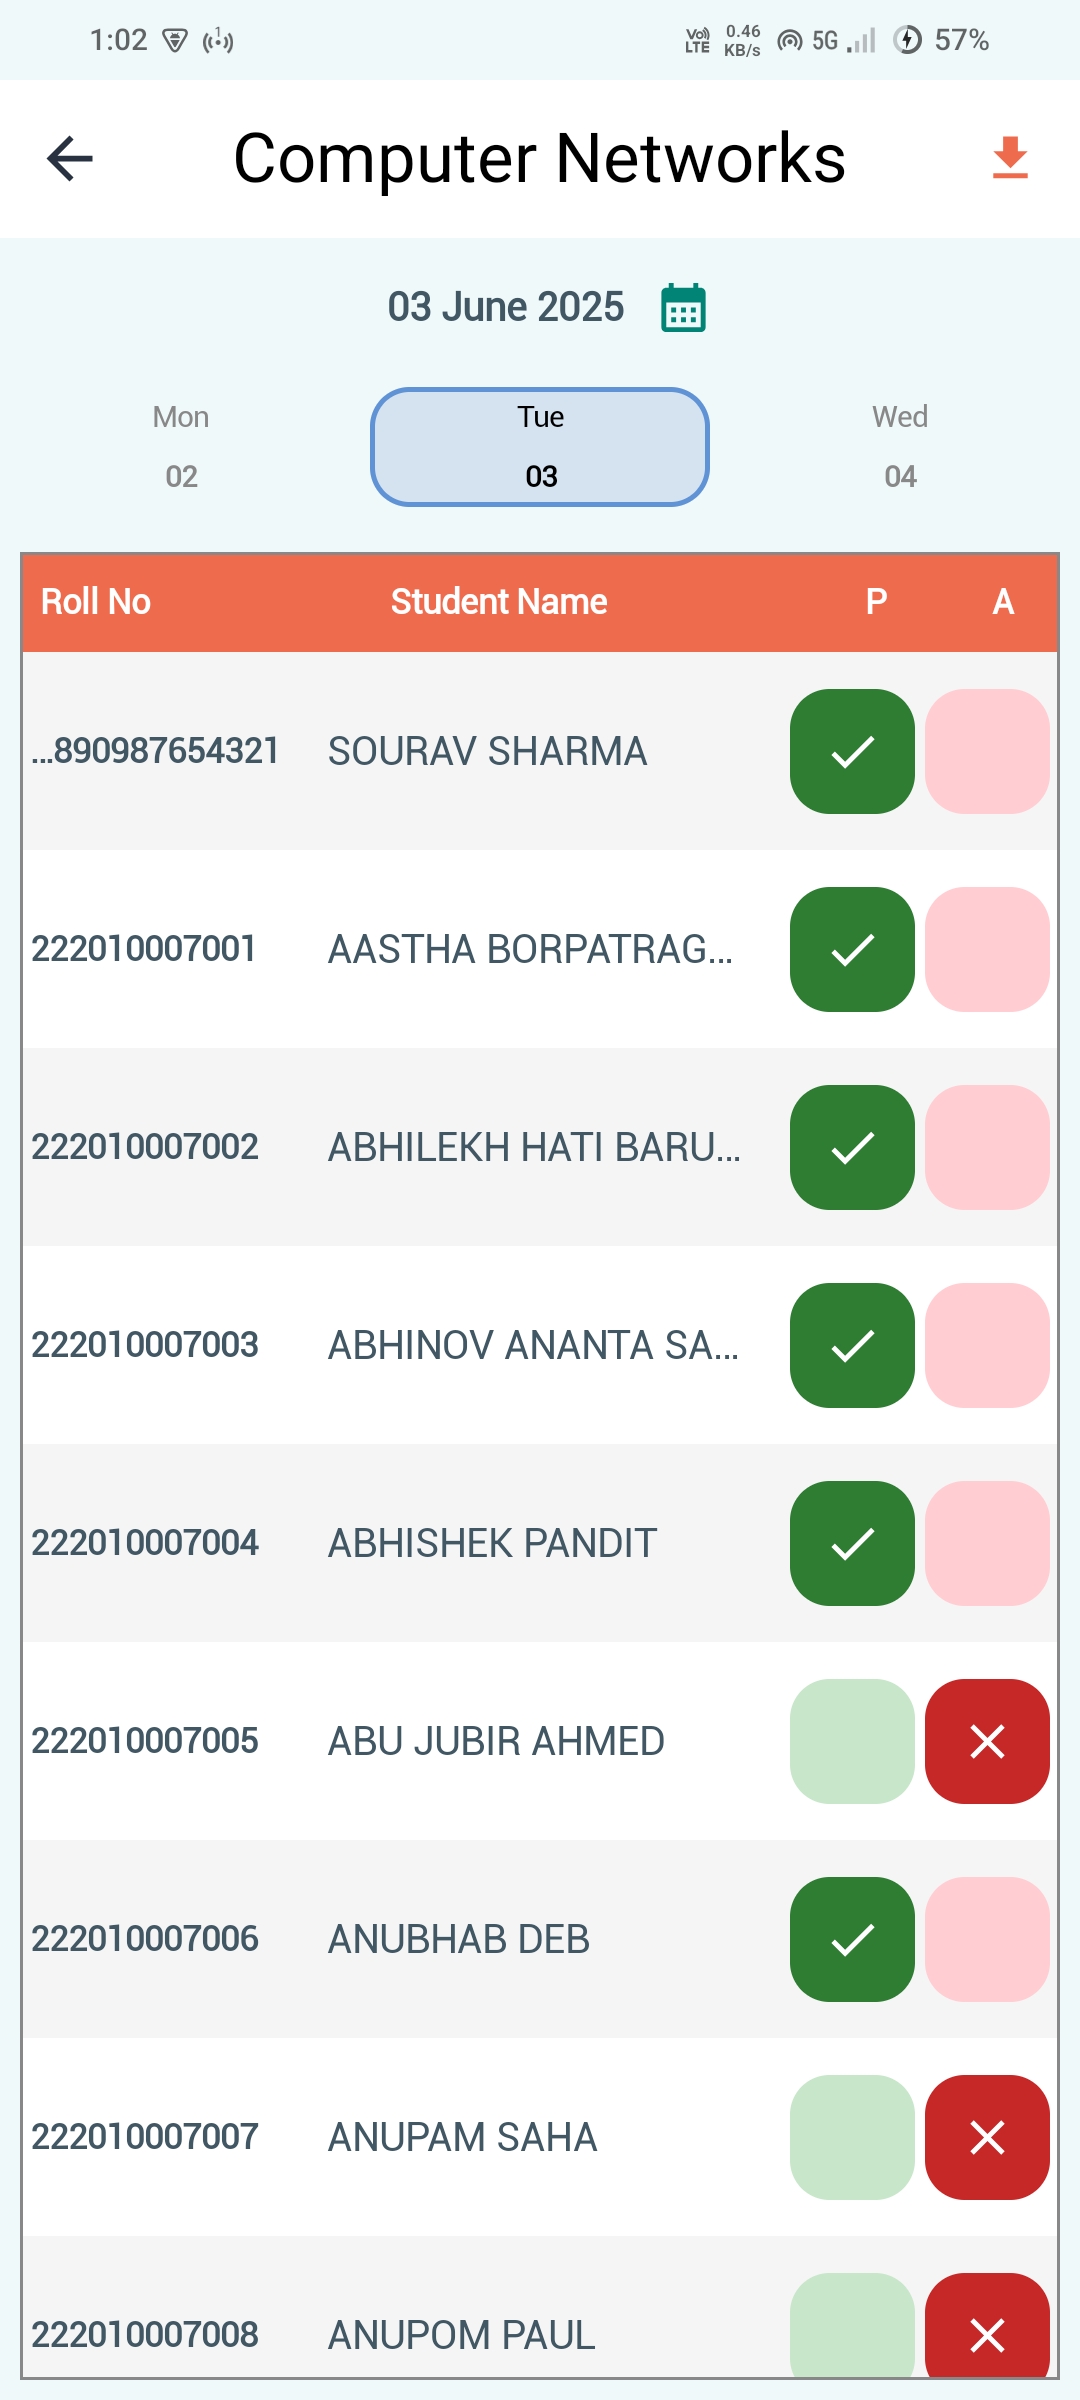 1:02 1 Vo)) LTE 0.46 KB/s 5G 57%
Computer Networks
03 June 2025
Mon Tue Wed
02 03 04
Roll No Student Name P A
...890987654321 SOURAV SHARMA
222010007001 AASTHA BORPATRAG...
222010007002 ABHILEKH HATI BARU...
222010007003 ABHINOV ANANTA SA...
222010007004 ABHISHEK PANDIT
222010007005 ABU JUBIR AHMED
222010007006 ANUBHAB DEB
222010007007 ANUPAM SAHA
222010007008 ANUPOM PAUL